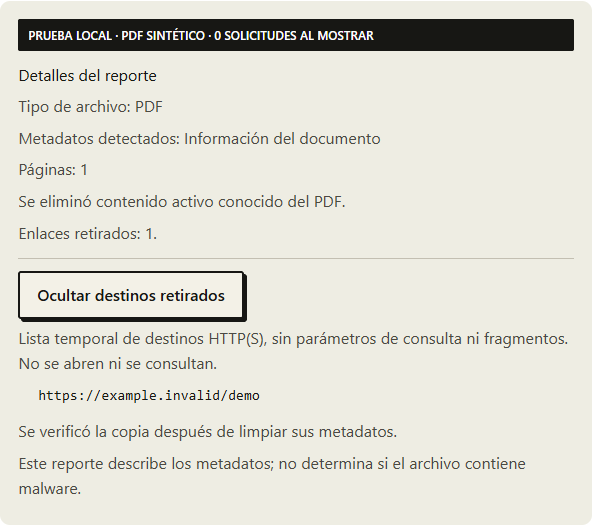 PRUEBA LOCAL · PDF SINTÉTICO · 0 SOLICITUDES AL MOSTRAR
Detalles del reporte
Tipo de archivo: PDF
Metadatos detectados: Información del documento
Páginas: 1
Se eliminó contenido activo conocido del PDF.
Enlaces retirados: 1.
Ocultar destinos retirados
Lista temporal de destinos HTTP(S), sin parámetros de consulta ni fragmentos.
No se abren ni se consultan.
https://example.invalid/demo
Se verificó la copia después de limpiar sus metadatos.
Este reporte describe los metadatos; no determina si el archivo contiene
malware.